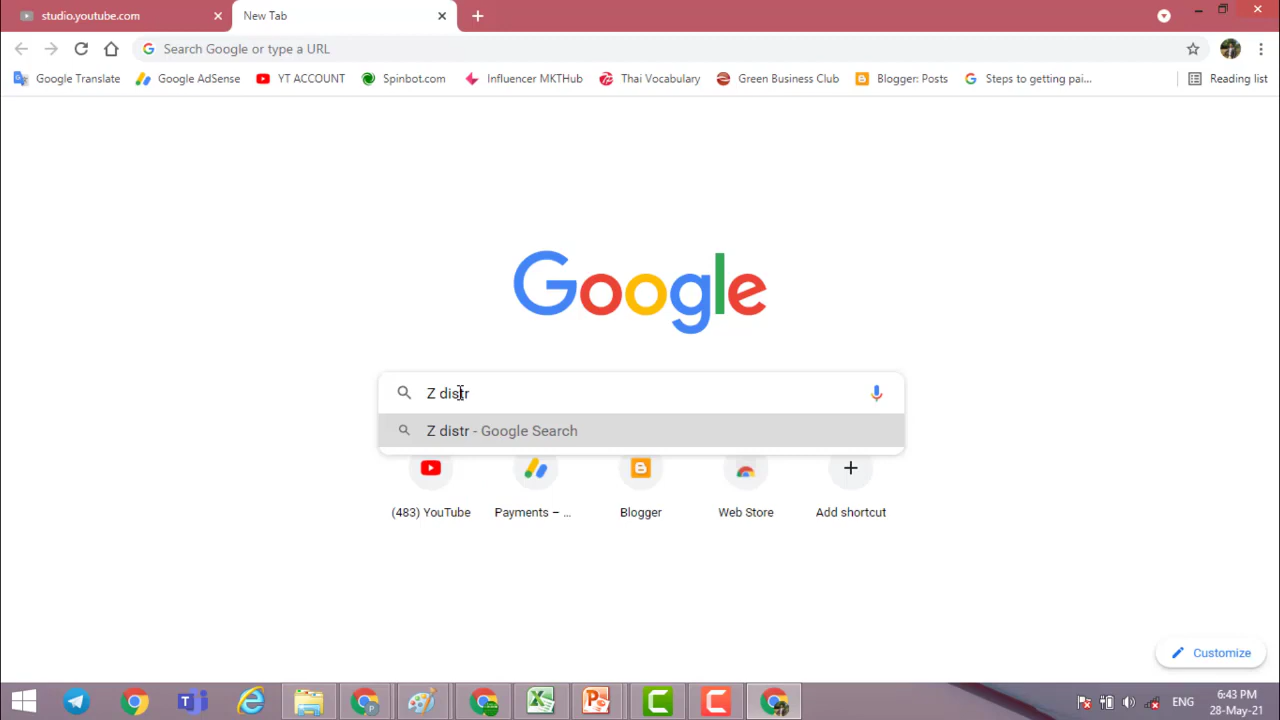 studio.youtube.com
New Tab
Search Google or type a URL
Google Translate
Google AdSense
YT ACCOUNT
Spinbot.com
Influencer MKTHub
Thai Vocabulary
Green Business Club
Blogger: Posts
Steps to getting pai...
Reading list
Google
Z distr
Z distr - Google Search
(483) YouTube
Payments – ...
Blogger
Web Store
Add shortcut
Customize
ENG
6:43 PM
28-May-21